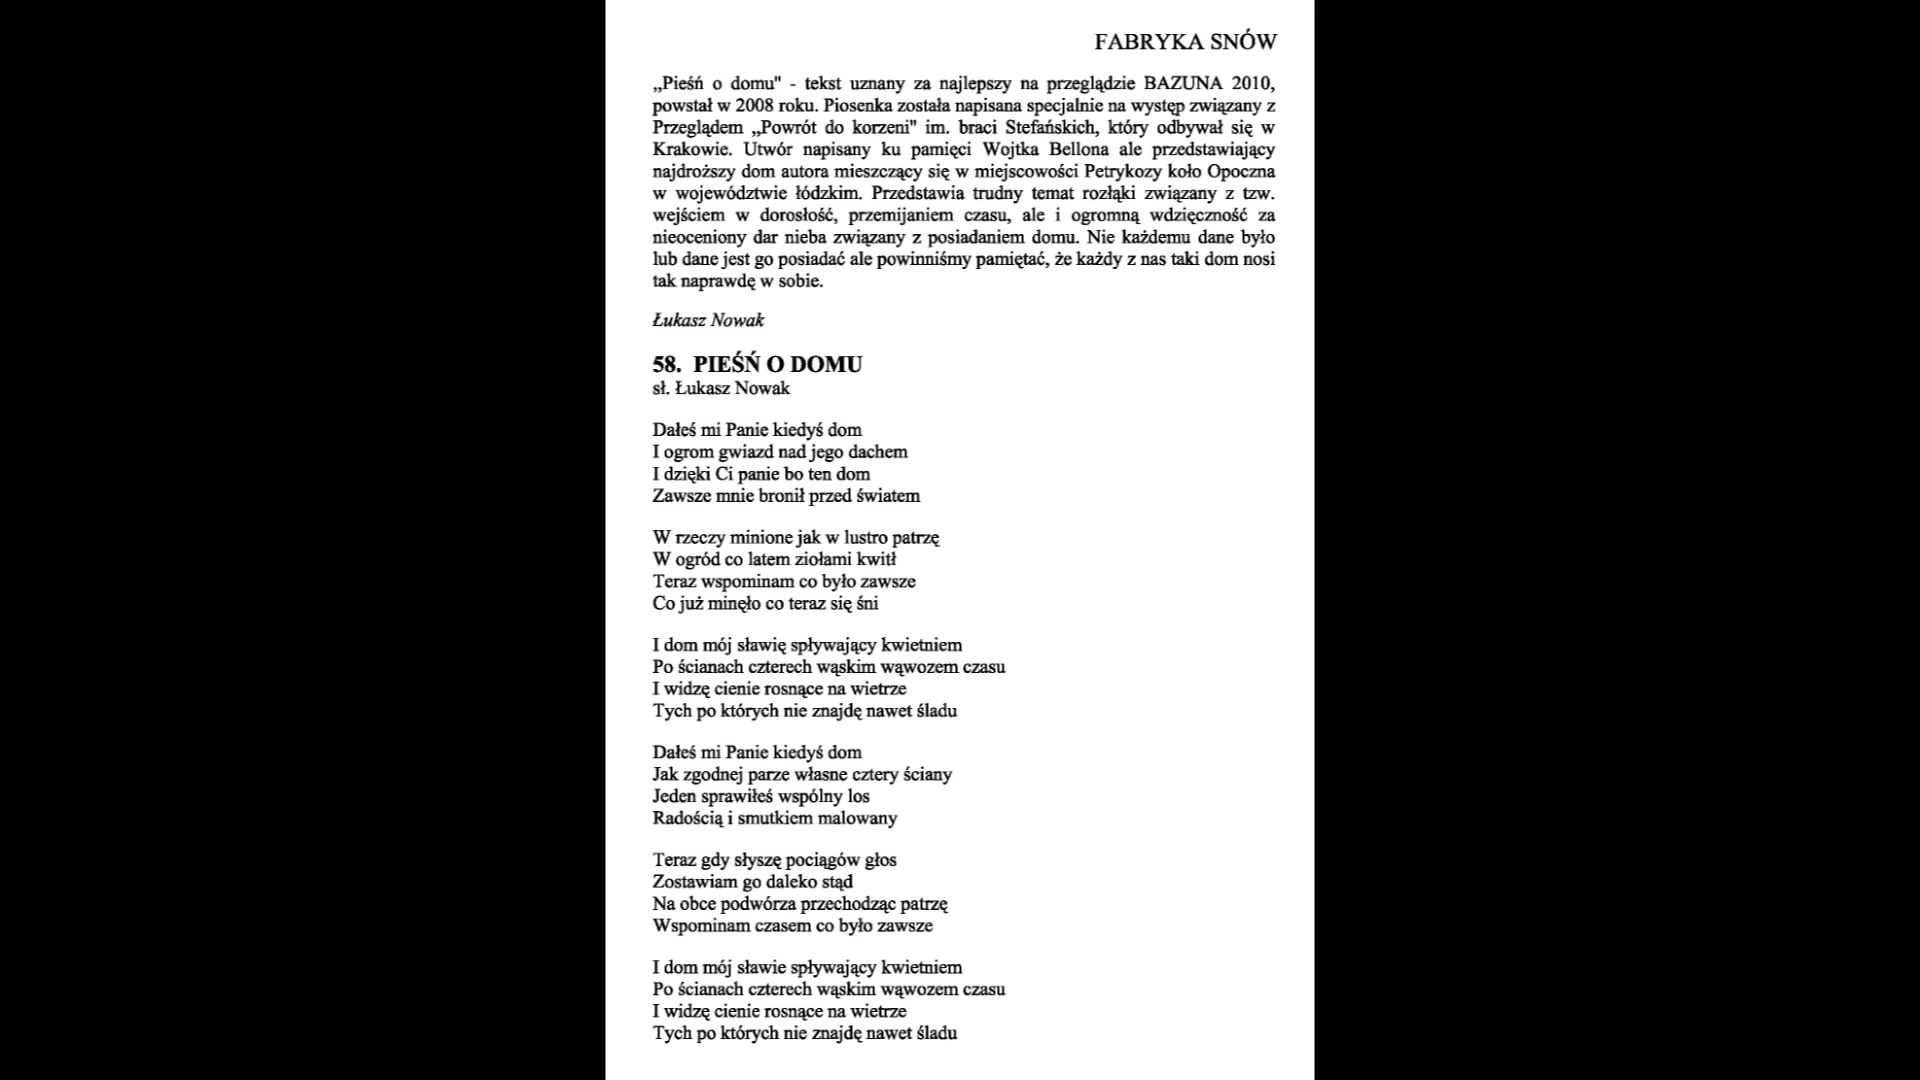 FABRYKA SNÓW
„Pieśń o domu" - tekst uznany za najlepszy na przeglądzie BAZUNA 2010,
powstał w 2008 roku. Piosenka została napisana specjalnie na występ związany z
Przeglądem „Powrót do korzeni" im. braci Stefańskich, który odbywał się w
Krakowie. Utwór napisany ku pamięci Wojtka Bellona ale przedstawiający
najdroższy dom autora mieszczący się w miejscowości Petrykozy koło Opoczna
w województwie łódzkim. Przedstawia trudny temat rozłąki związany z tzw.
wejściem w dorosłość, przemijaniem czasu, ale i ogromną wdzięczność za
nieoceniony dar nieba związany z posiadaniem domu. Nie każdemu dane było
lub dane jest go posiadać ale powinniśmy pamiętać, że każdy z nas taki dom nosi
tak naprawdę w sobie.
Łukasz Nowak
58. PIEŚŃ O DOMU
sł. Łukasz Nowak
Dałeś mi Panie kiedyś dom
I ogrom gwiazd nad jego dachem
I dzięki Ci panie bo ten dom
Zawsze mnie bronił przed światem
W rzeczy minione jak w lustro patrzę
W ogród co latem ziołami kwitł
Teraz wspominam co było zawsze
Co już minęło co teraz się śni
I dom mój sławię spływający kwietniem
Po ścianach czterech wąskim wąwozem czasu
I widzę cienie rosnące na wietrze
Tych po których nie znajdę nawet śladu
Dałeś mi Panie kiedyś dom
Jak zgodnej parze własne cztery ściany
Jeden sprawiłeś wspólny los
Radością i smutkiem malowany
Teraz gdy słyszę pociągów głos
Zostawiam go daleko stąd
Na obce podwórza przechodząc patrzę
Wspominam czasem co było zawsze
I dom mój sławie spływający kwietniem
Po ścianach czterech wąskim wąwozem czasu
I widzę cienie rosnące na wietrze
Tych po których nie znajdę nawet śladu